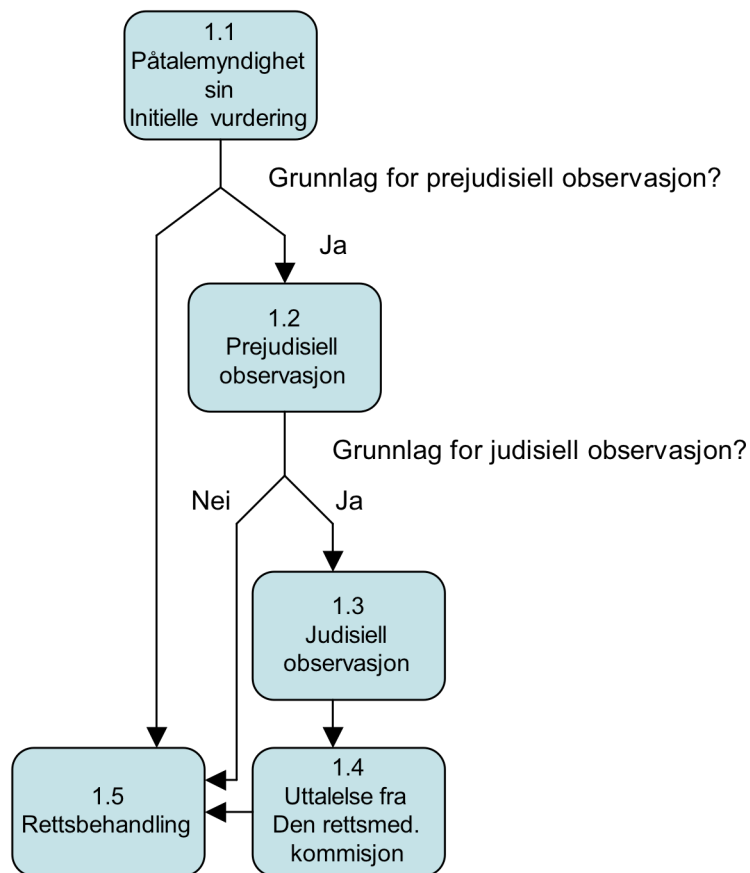 1.1
Påtalemyndighet
sin
Initielle vurdering
Grunnlag for prejudisiell observasjon?
Ja
1.2
Prejudisiell
observasjon
Grunnlag for judisiell observasjon?
Nei
Ja
1.3
Judisiell
observasjon
1.5
Rettsbehandling
1.4
Uttalelse fra
Den rettsmed.
kommisjon